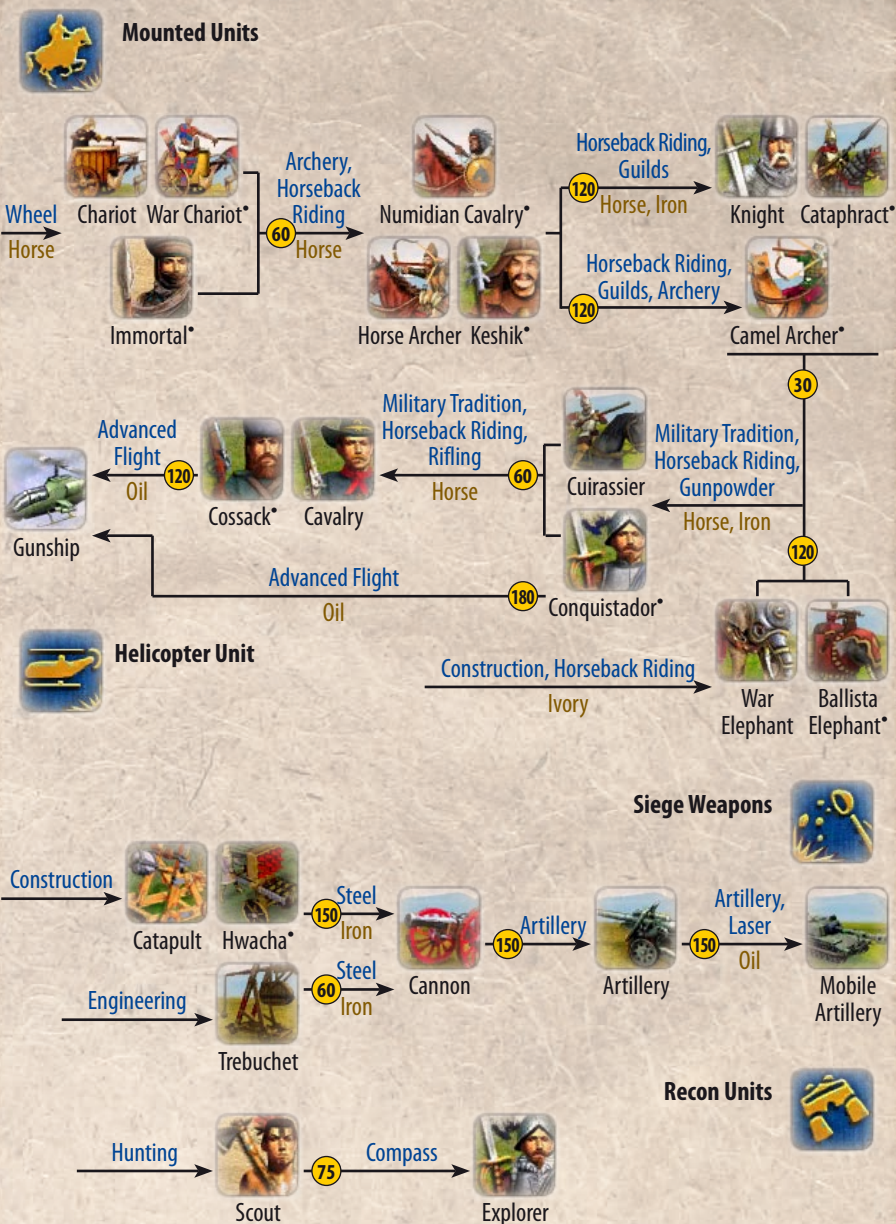 Mounted Units
Wheel
Horse
Chariot
War Chariot•
Immortal•
Archery,
Horseback
Riding
60
Horse
Numidian Cavalry•
Horse Archer
Keshik•
Horseback Riding,
Guilds
120
Horse, Iron
Knight
Cataphract•
Horseback Riding,
Guilds, Archery
120
Camel Archer•
30
Military Tradition,
Horseback Riding,
Gunpowder
Horse, Iron
120
Cuirassier
Conquistador•
Military Tradition,
Horseback Riding,
Rifling
60
Horse
Cossack•
Cavalry
Advanced
Flight
120
Oil
Gunship
Advanced Flight
180
Oil
Helicopter Unit
Construction, Horseback Riding
Ivory
War
Elephant
Ballista
Elephant•
Siege Weapons
Construction
Catapult
Hwacha•
Steel
150
Iron
Engineering
Trebuchet
Steel
60
Iron
Cannon
150
Artillery
Artillery
Artillery,
Laser
150
Oil
Mobile
Artillery
Recon Units
Hunting
Scout
75
Compass
Explorer